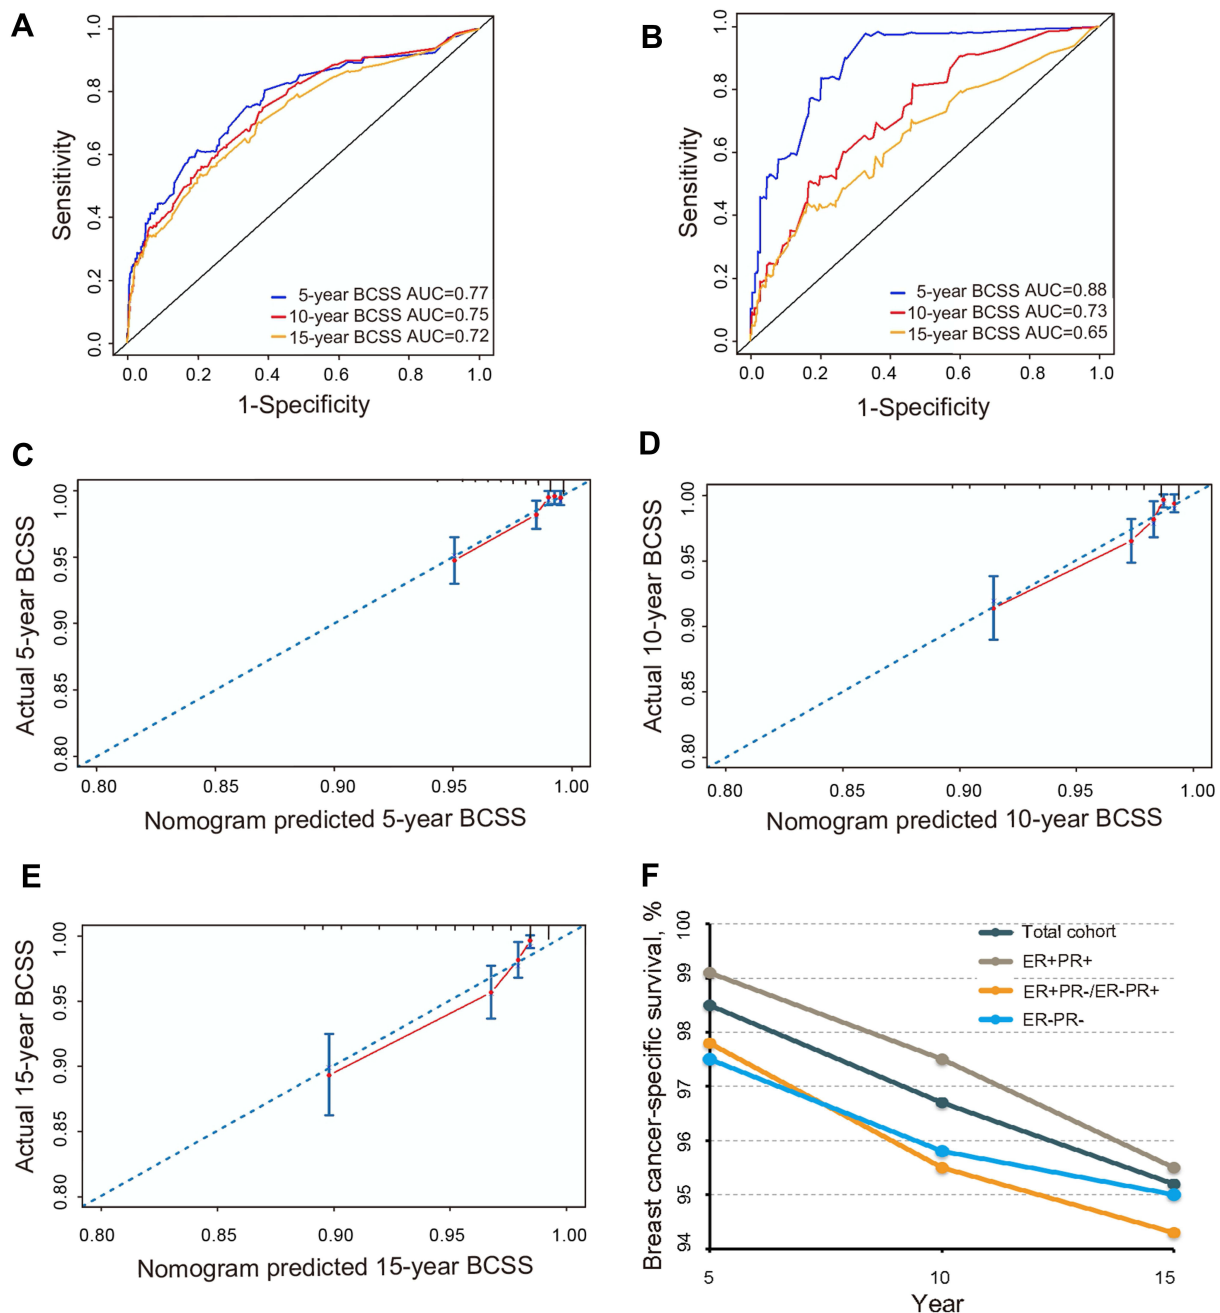 A
1.0
0.8
0.6
0.4
0.2
0.0
Sensitivity
5-year BCSS AUC=0.77
10-year BCSS AUC=0.75
15-year BCSS AUC=0.72
0.0 0.2 0.4 0.6 0.8 1.0
1-Specificity
B
1.0
0.8
0.6
0.4
0.2
0.0
Sensitivity
5-year BCSS AUC=0.88
10-year BCSS AUC=0.73
15-year BCSS AUC=0.65
0.0 0.2 0.4 0.6 0.8 1.0
1-Specificity
C
1.00
0.95
0.90
0.85
0.80
Actual 5-year BCSS
0.80 0.85 0.90 0.95 1.00
Nomogram predicted 5-year BCSS
D
1.00
0.95
0.90
0.85
0.80
Actual 10-year BCSS
0.80 0.85 0.90 0.95 1.00
Nomogram predicted 10-year BCSS
E
1.00
0.95
0.90
0.85
0.80
Actual 15-year BCSS
0.80 0.85 0.90 0.95 1.00
Nomogram predicted 15-year BCSS
F
Breast cancer-specific survival, %
100
99
98
97
96
95
94
Total cohort
ER+PR+
ER+PR-/ER-PR+
ER-PR-
5 10 15
Year